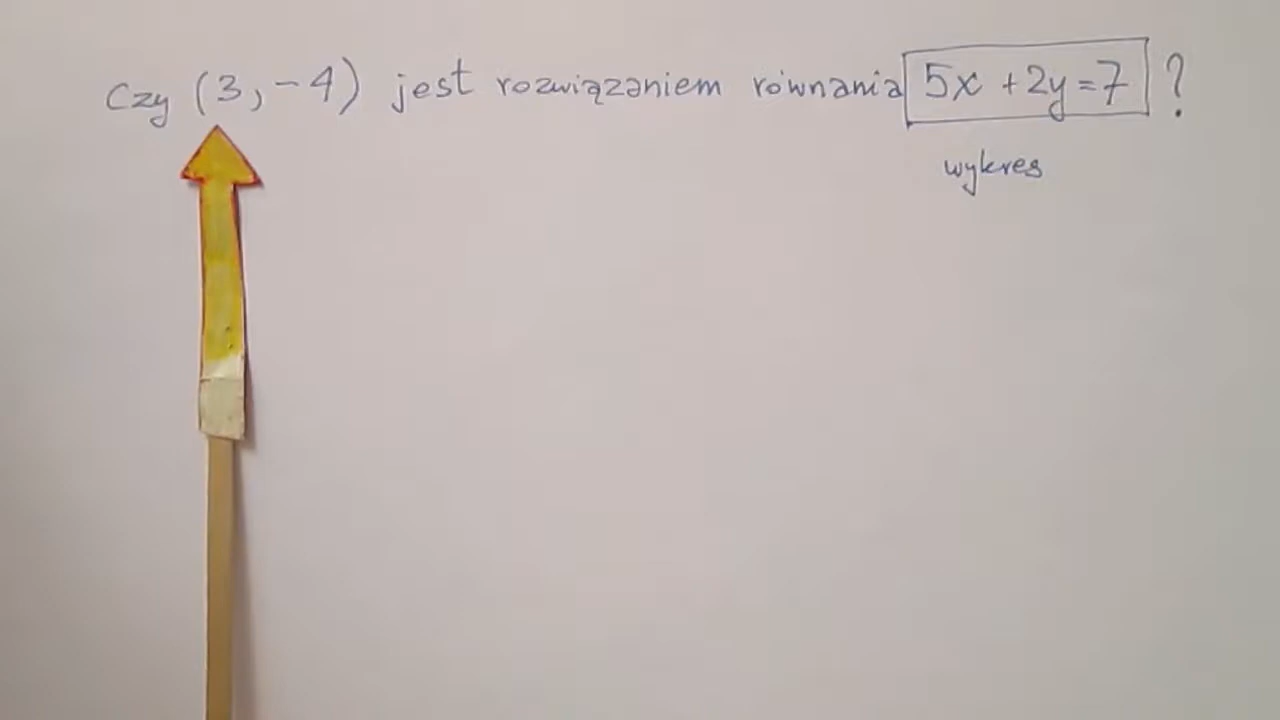 Czy (3, -4) jest rozwiązaniem równania 5x + 2y = 7 ?
wykres